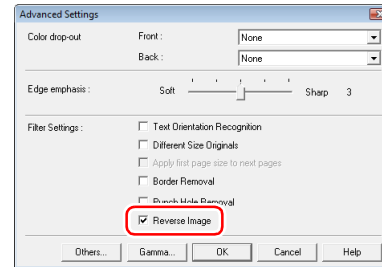 Advanced Settings
Color drop-out Front : None
Back : None
Edge emphasis : Soft Sharp 3
Filter Settings : Text Orientation Recognition
Different Size Originals
Apply first page size to next pages
Border Removal
Punch Hole Removal
Reverse Image
Others... Gamma... OK Cancel Help